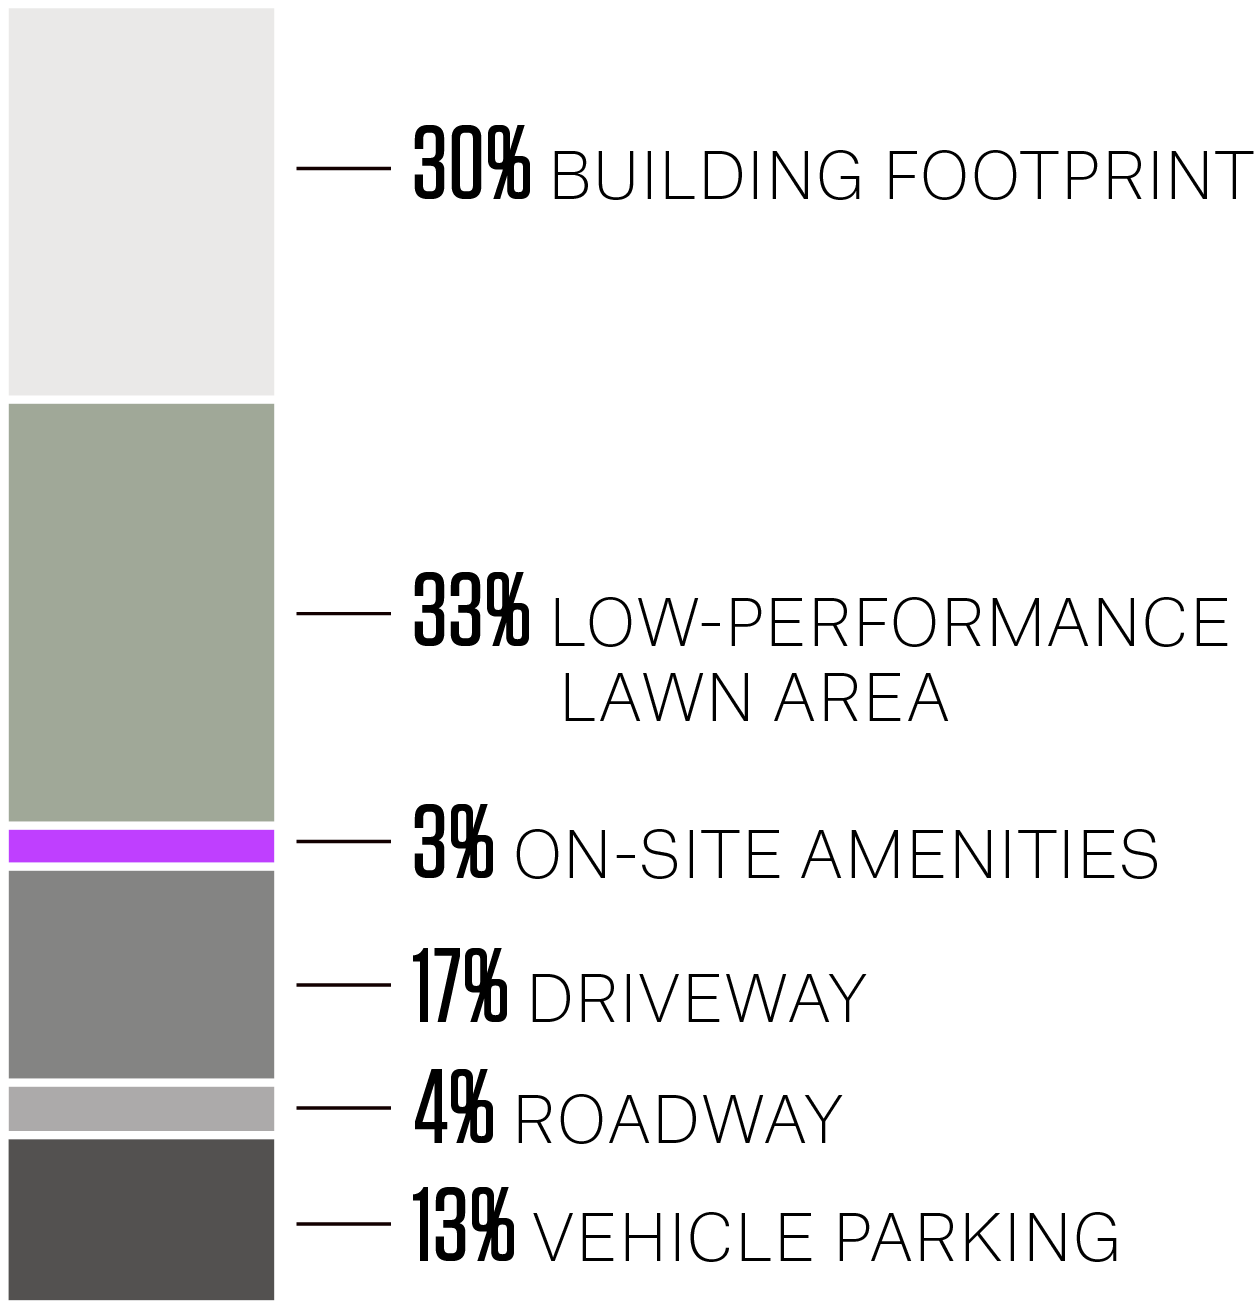 30% BUILDING FOOTPRINT
33% LOW-PERFORMANCE
LAWN AREA
3% ON-SITE AMENITIES
17% DRIVEWAY
4% ROADWAY
13% VEHICLE PARKING